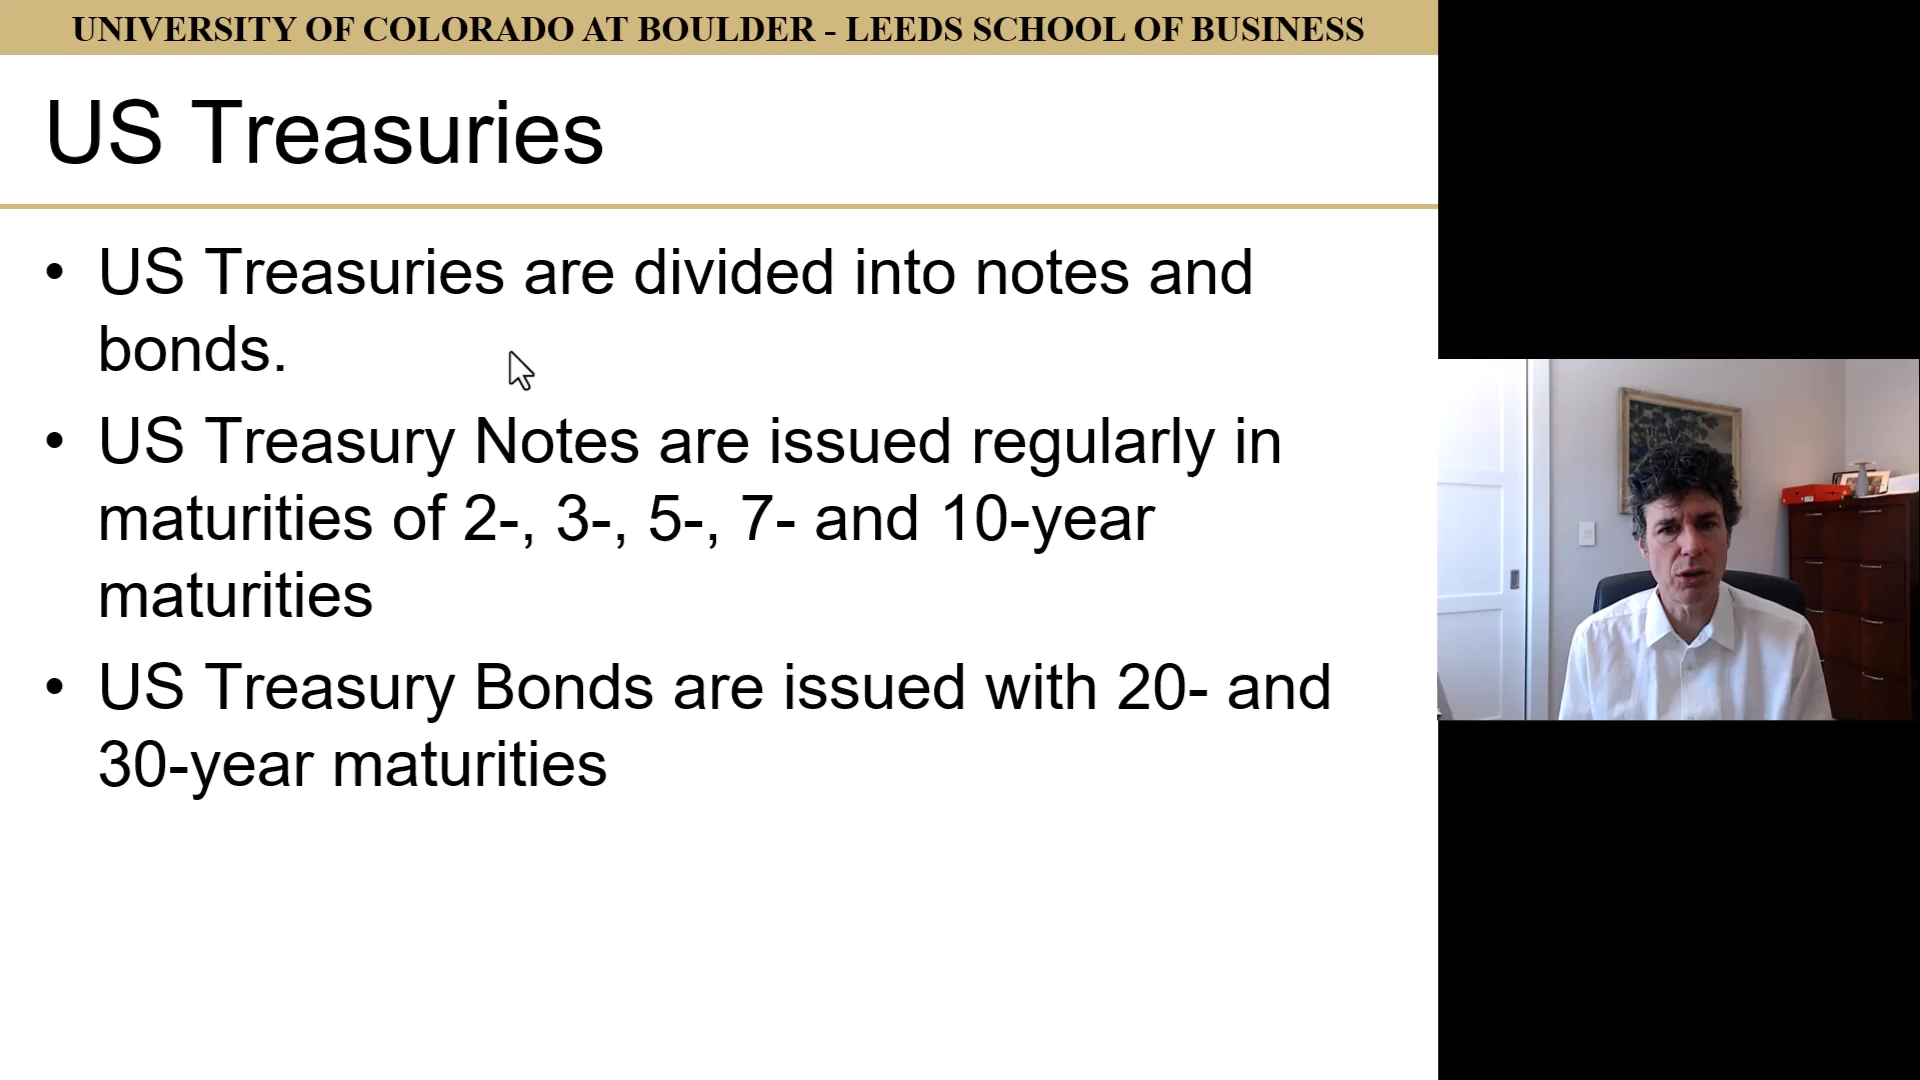 UNIVERSITY OF COLORADO AT BOULDER - LEEDS SCHOOL OF BUSINESS
US Treasuries
• US Treasuries are divided into notes and
bonds.
• US Treasury Notes are issued regularly in
maturities of 2-, 3-, 5-, 7- and 10-year
maturities
• US Treasury Bonds are issued with 20- and
30-year maturities